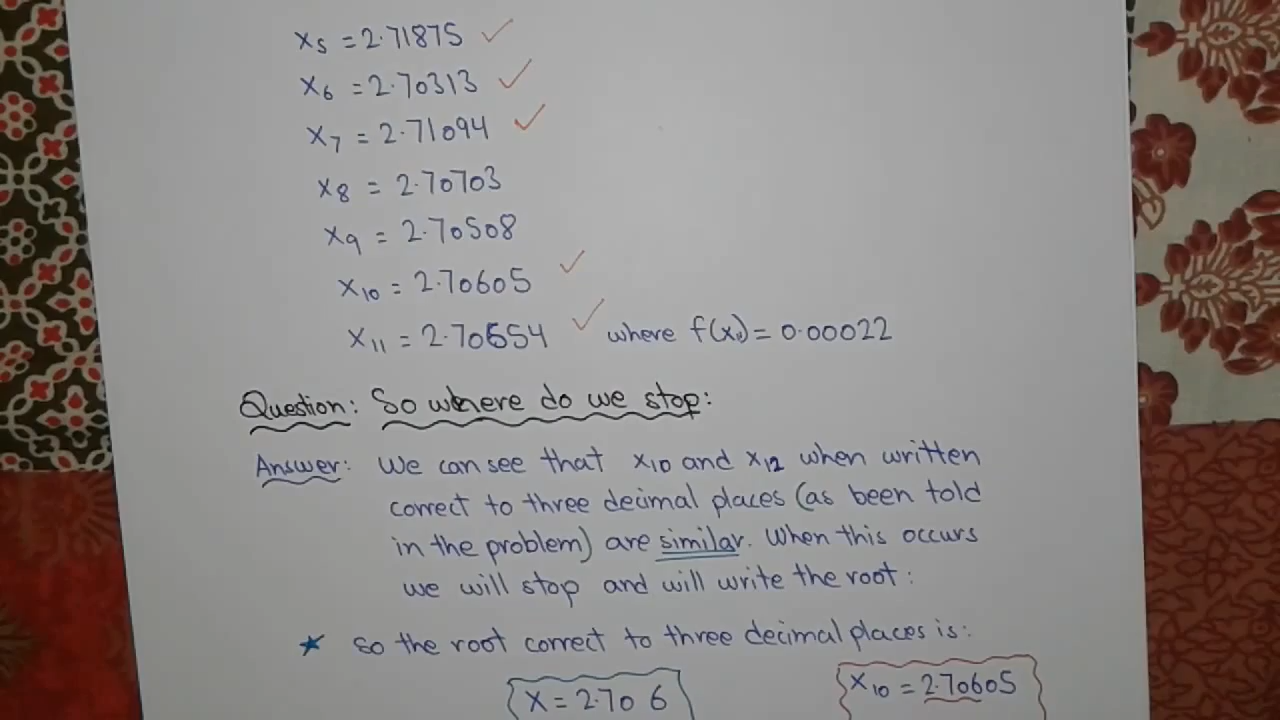 x5 = 2.71875 ✓
x6 = 2.70313 ✓
x7 = 2.71094 ✓
x8 = 2.70703
x9 = 2.70508
x10 = 2.70605 ✓
x11 = 2.70654 ✓ where f(x11) = 0.00022
Question: So where do we stop:
Answer: We can see that x10 and x12 when written
correct to three decimal places (as been told
in the problem) are similar. When this occurs
we will stop and will write the root:
* So the root correct to three decimal places is:
x = 2.706
x10 = 2.70605